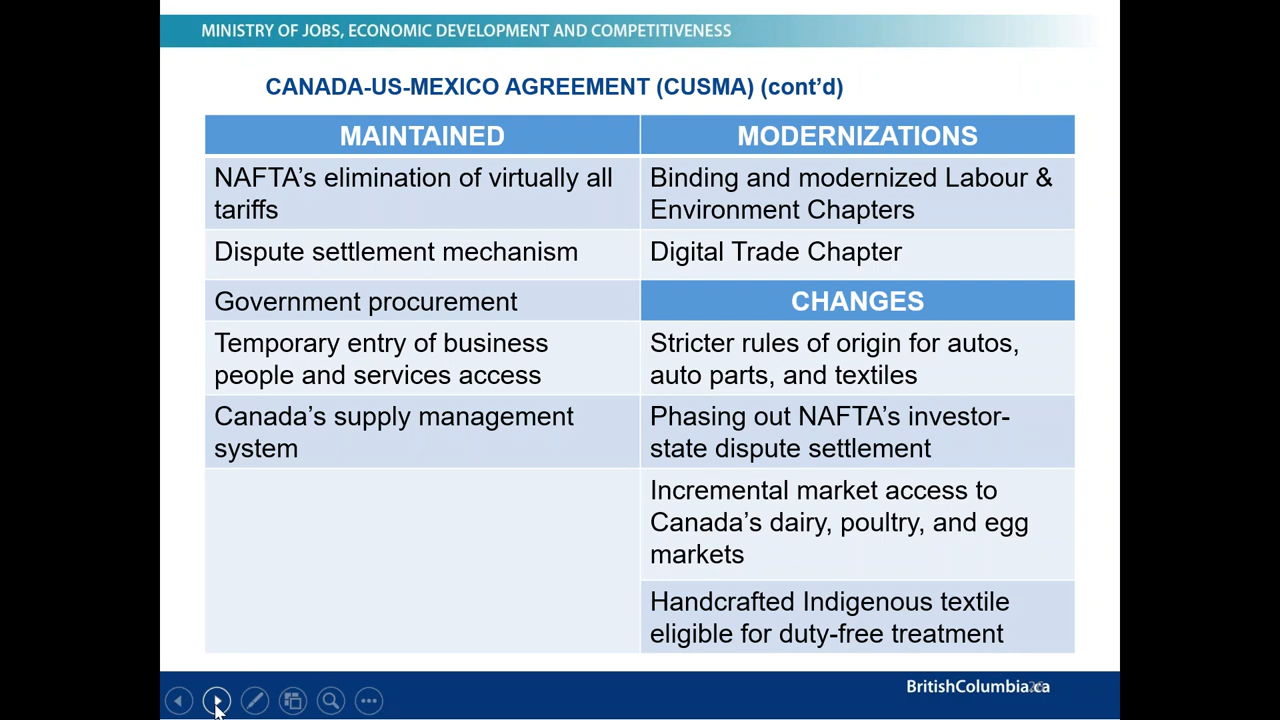 MINISTRY OF JOBS, ECONOMIC DEVELOPMENT AND COMPETITIVENESS
CANADA-US-MEXICO AGREEMENT (CUSMA) (cont’d)
MAINTAINED
NAFTA’s elimination of virtually all
tariffs
Dispute settlement mechanism
Government procurement
Temporary entry of business
people and services access
Canada’s supply management
system
MODERNIZATIONS
Binding and modernized Labour &
Environment Chapters
Digital Trade Chapter
CHANGES
Stricter rules of origin for autos,
auto parts, and textiles
Phasing out NAFTA’s investor-
state dispute settlement
Incremental market access to
Canada’s dairy, poultry, and egg
markets
Handcrafted Indigenous textile
eligible for duty-free treatment
BritishColumbia.ca